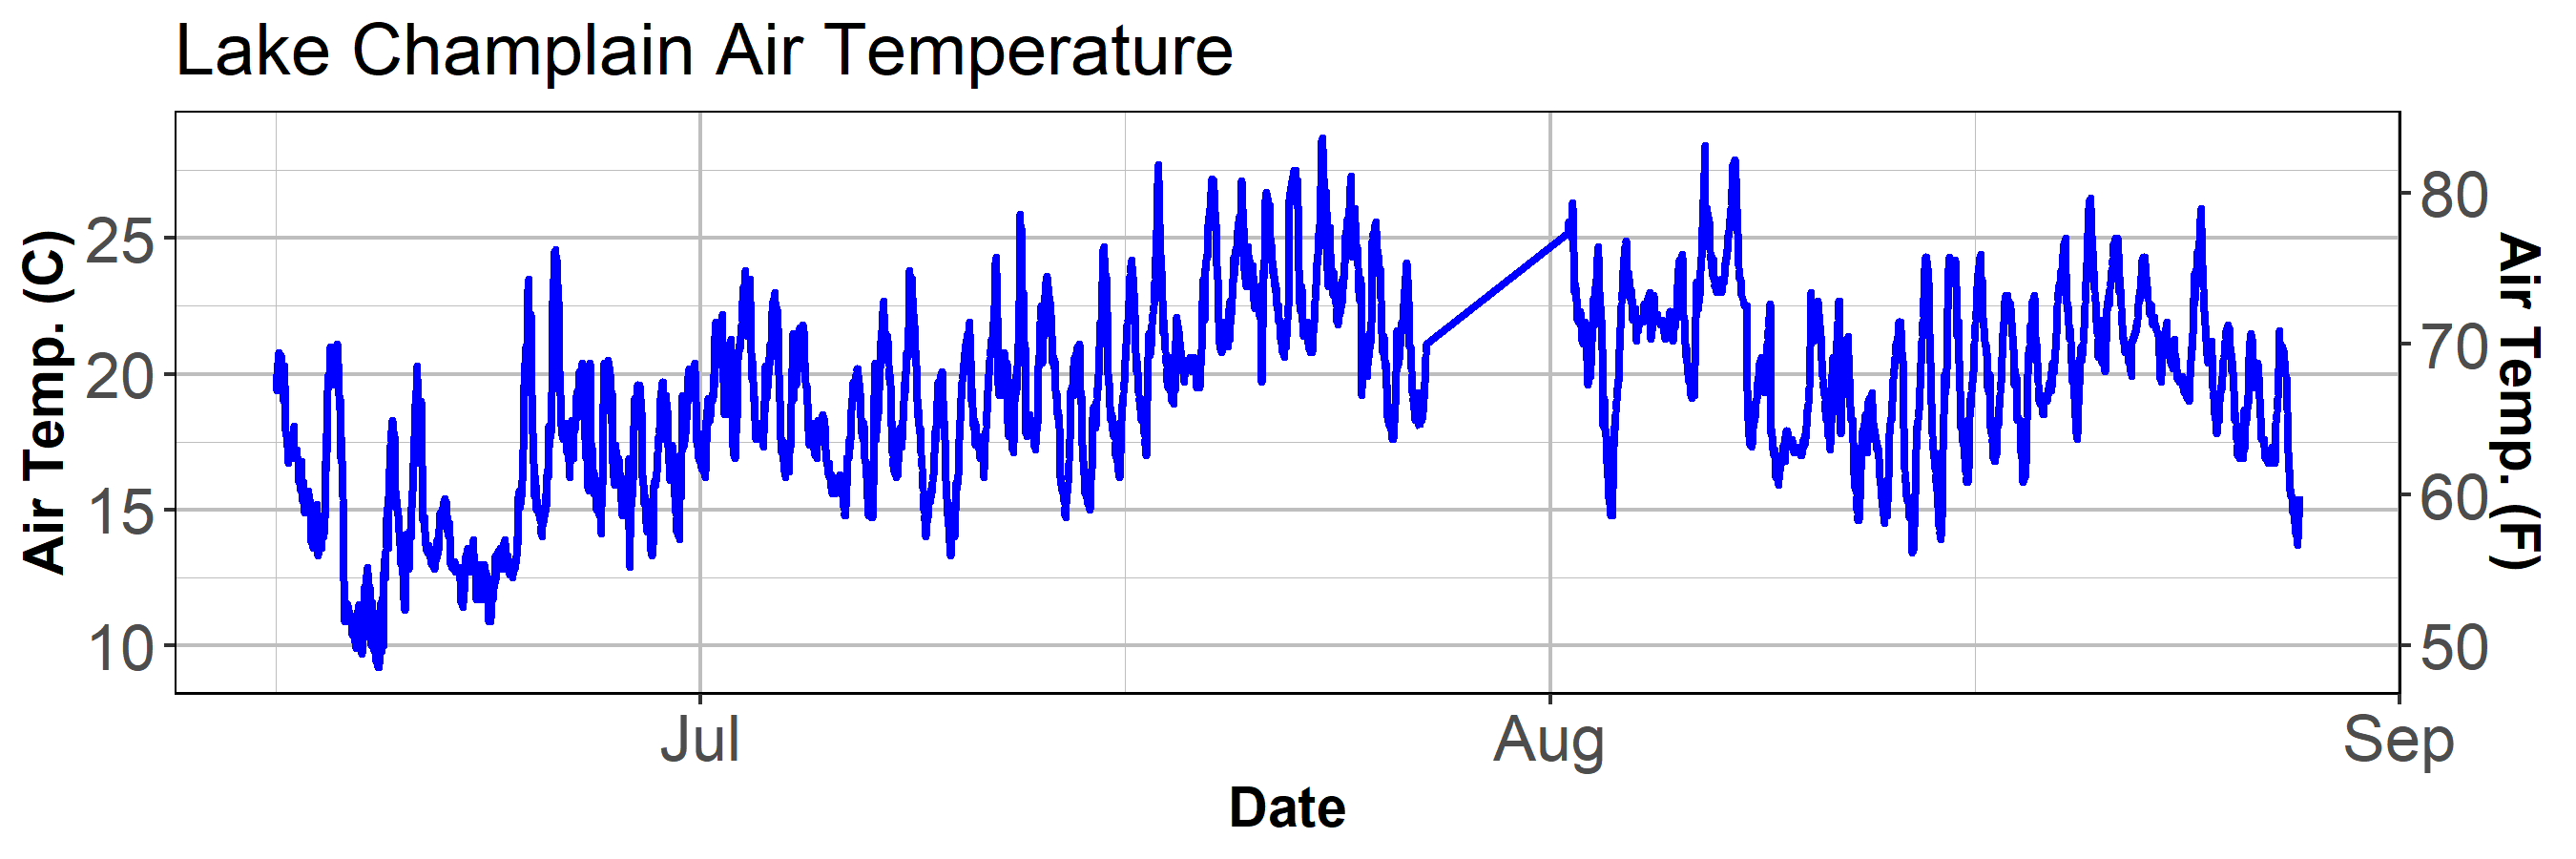 Lake Champlain Air Temperature
Air Temp. (C)
25
20
15
10
80
70
60
50
Air Temp. (F)
Jul
Aug
Sep
Date